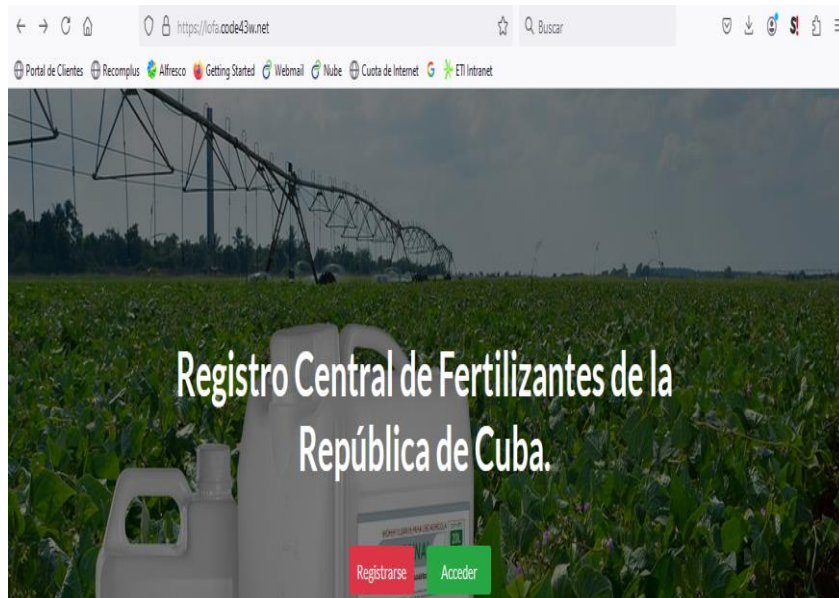 https://lofa.code43w.net
Buscar
S!
Portal de Clientes Recomplus Alfresco Getting Started Webmail Nube Cuota de Internet G ETI Intranet
Registro Central de Fertilizantes de la
República de Cuba.
20L
Registrarse Acceder